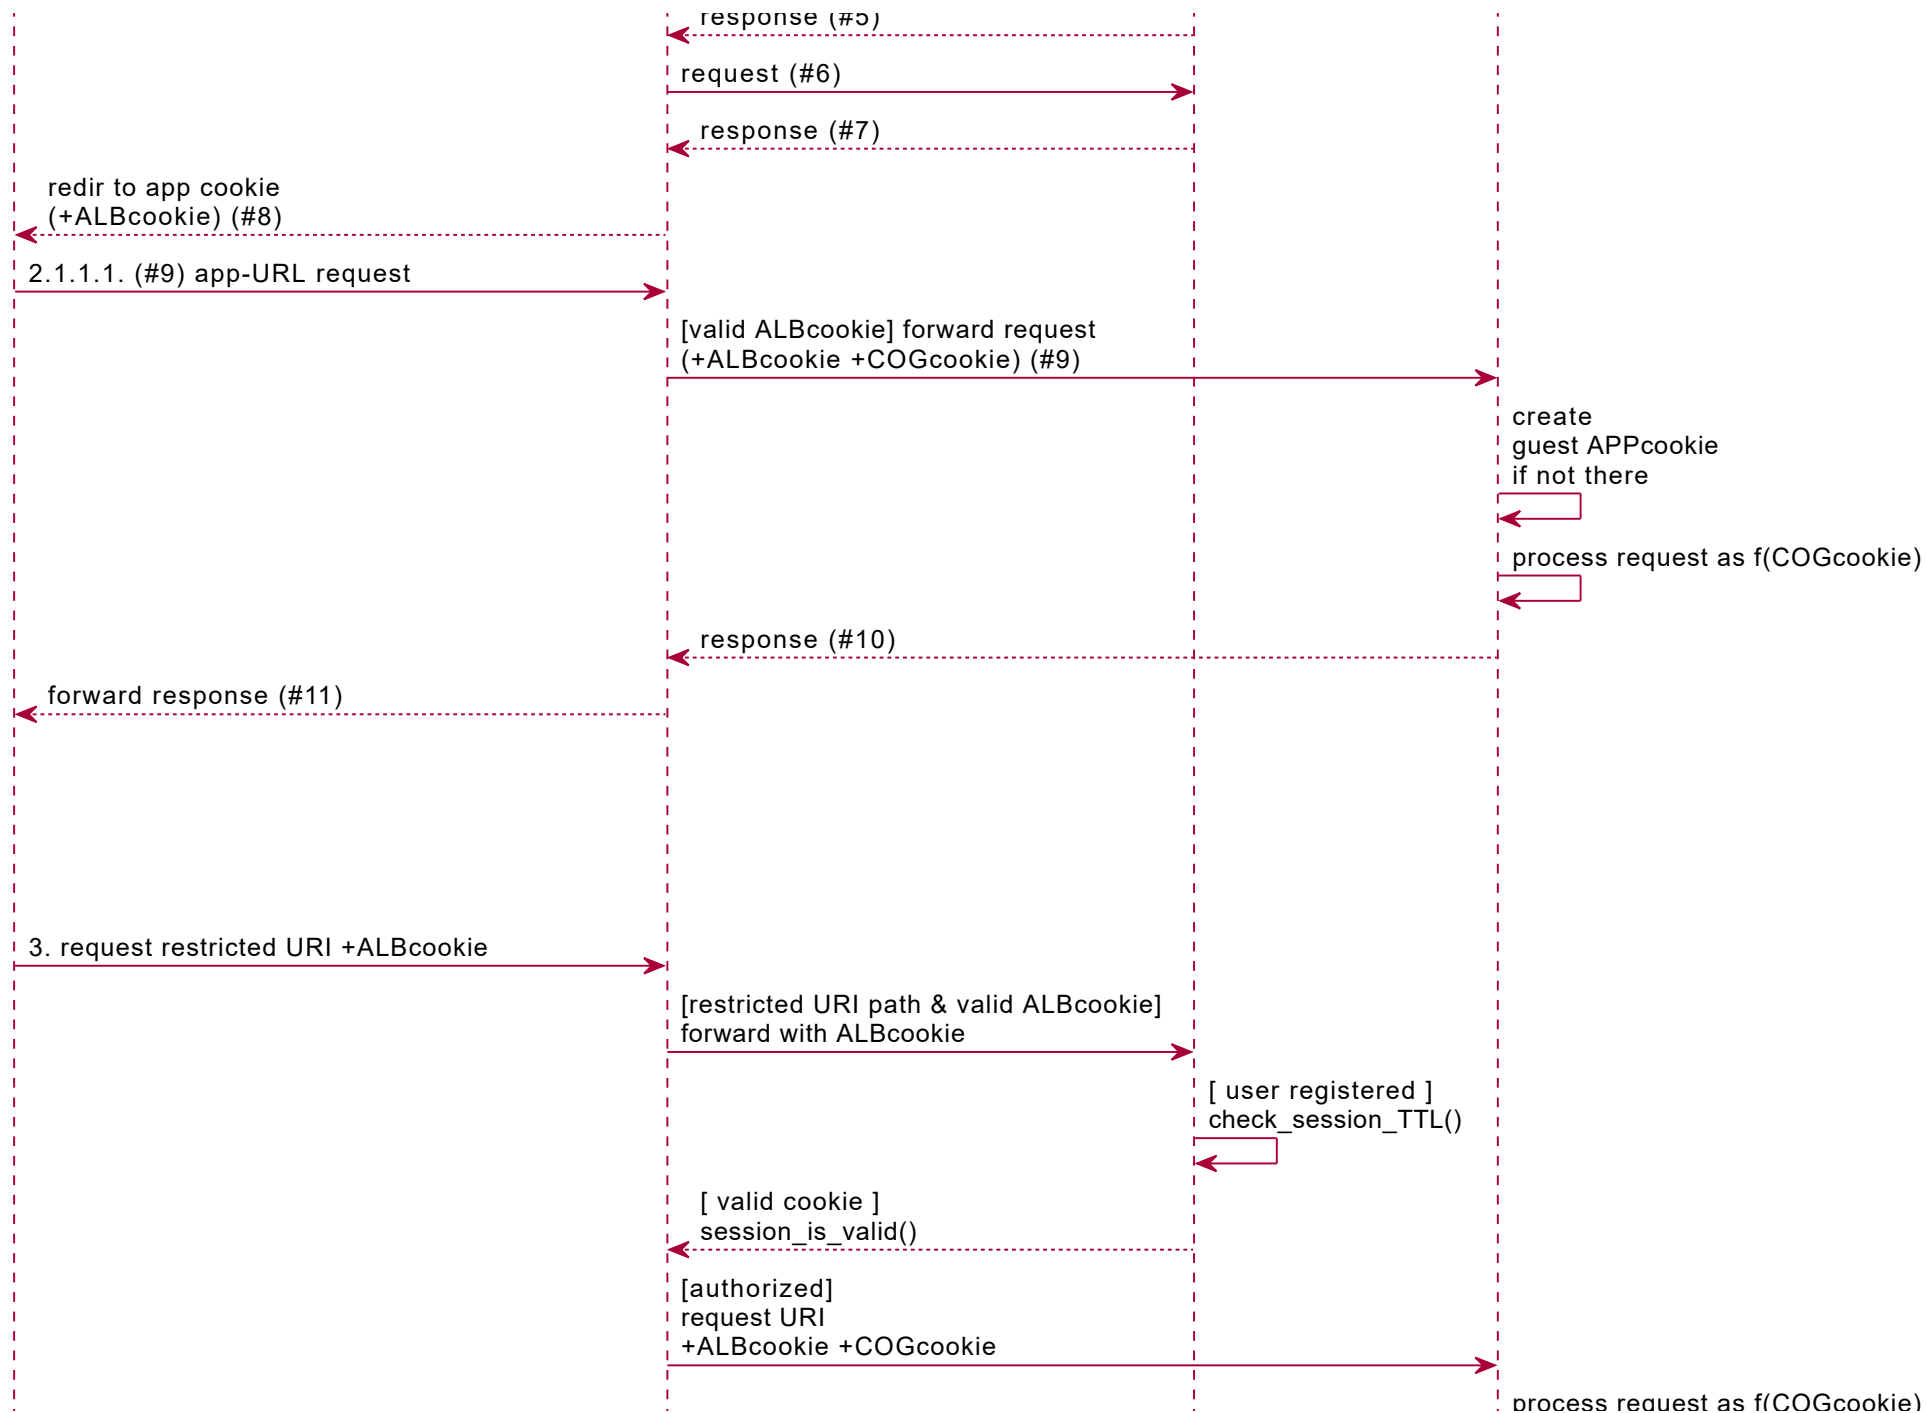 response (#5)
request (#6)
response (#7)
redir to app cookie
(+ALBcookie) (#8)
2.1.1.1. (#9) app-URL request
[valid ALBcookie] forward request
(+ALBcookie +COGcookie) (#9)
create
guest APPcookie
if not there
process request as f(COGcookie)
response (#10)
forward response (#11)
3. request restricted URI +ALBcookie
[restricted URI path & valid ALBcookie]
forward with ALBcookie
[ user registered ]
check_session_TTL()
[ valid cookie ]
session_is_valid()
[authorized]
request URI
+ALBcookie +COGcookie
process request as f(COGcookie)